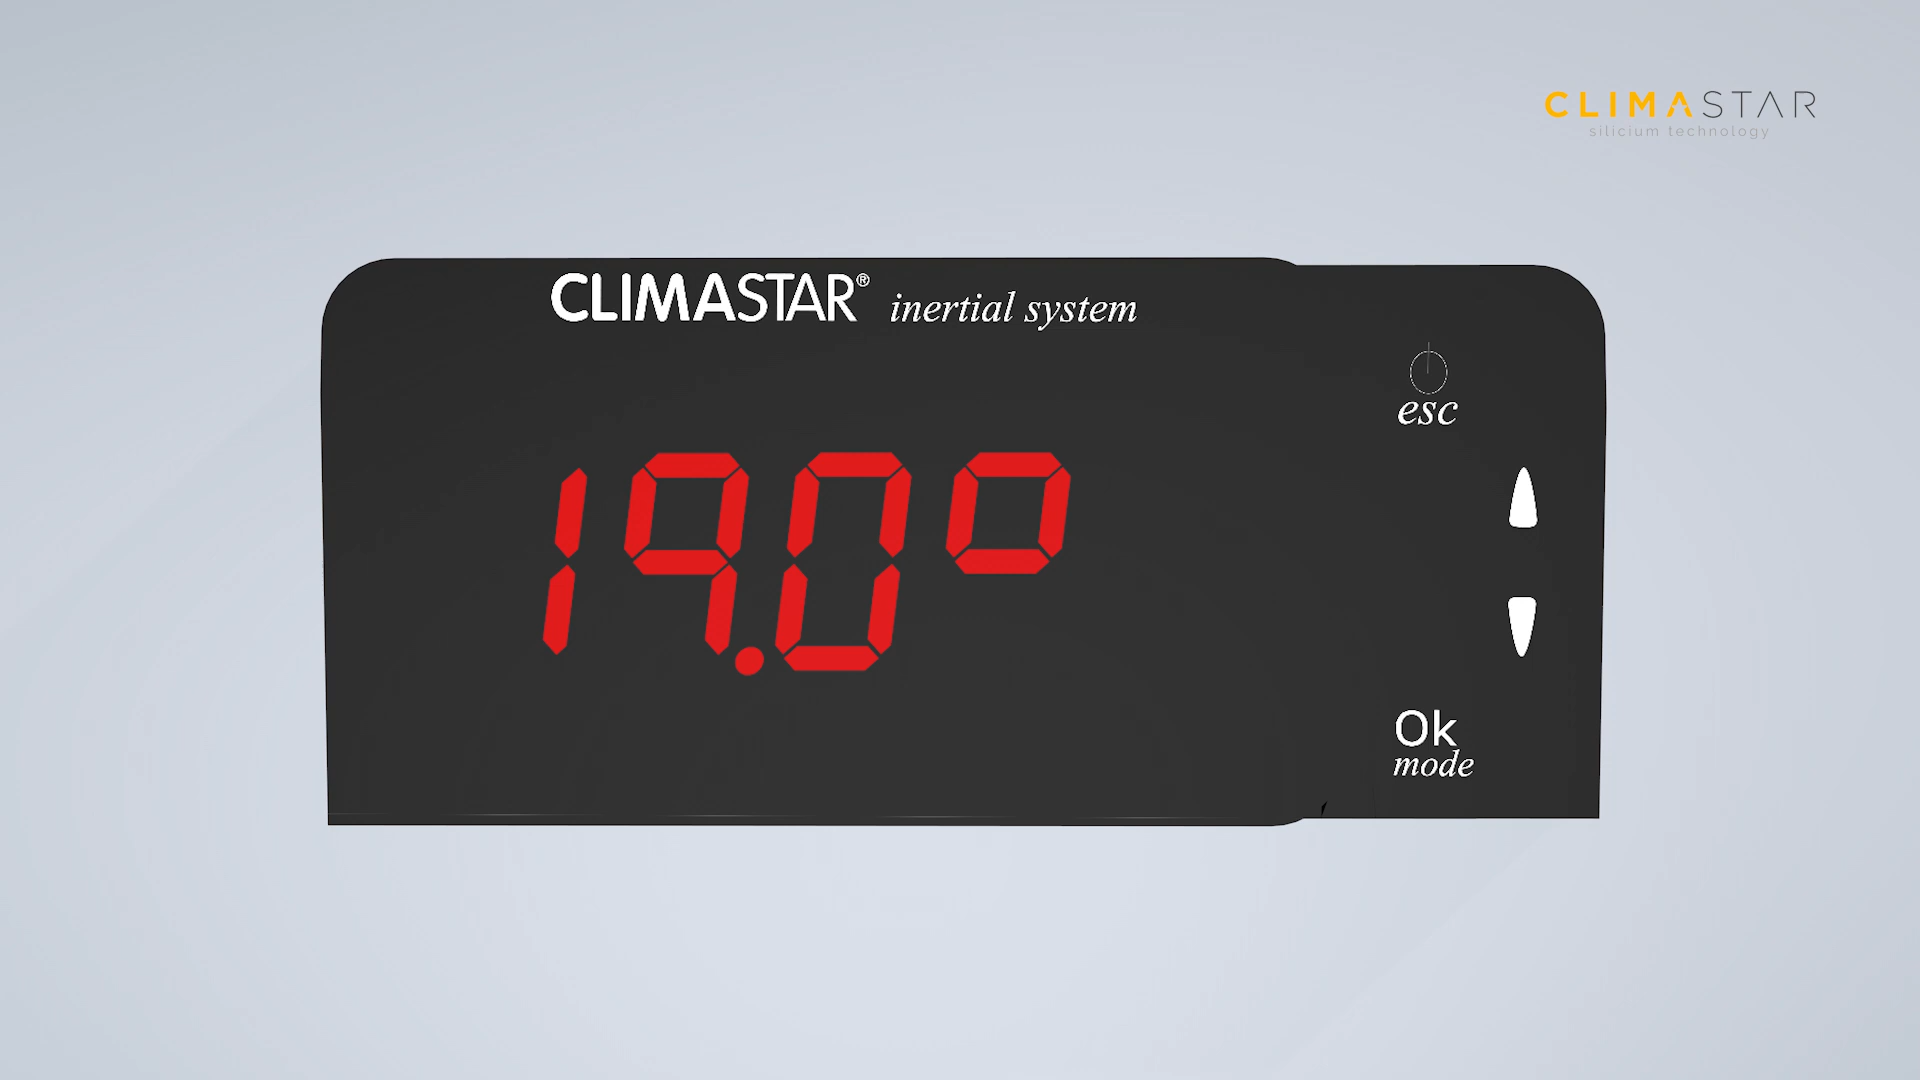 CLIMASTAR
silicium technology
CLIMASTAR® inertial system
esc
19.0°
Ok
mode